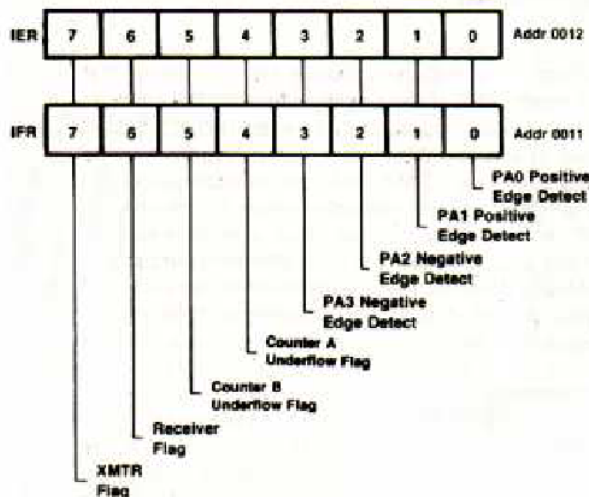 IER 7 6 5 4 3 2 1 0 Addr 0012
IFR 7 6 5 4 3 2 1 0 Addr 0011
PA0 Positive
Edge Detect
PA1 Positive
Edge Detect
PA2 Negative
Edge Detect
PA3 Negative
Edge Detect
Counter A
Underflow Flag
Counter B
Underflow Flag
Receiver
Flag
XMTR
Flag